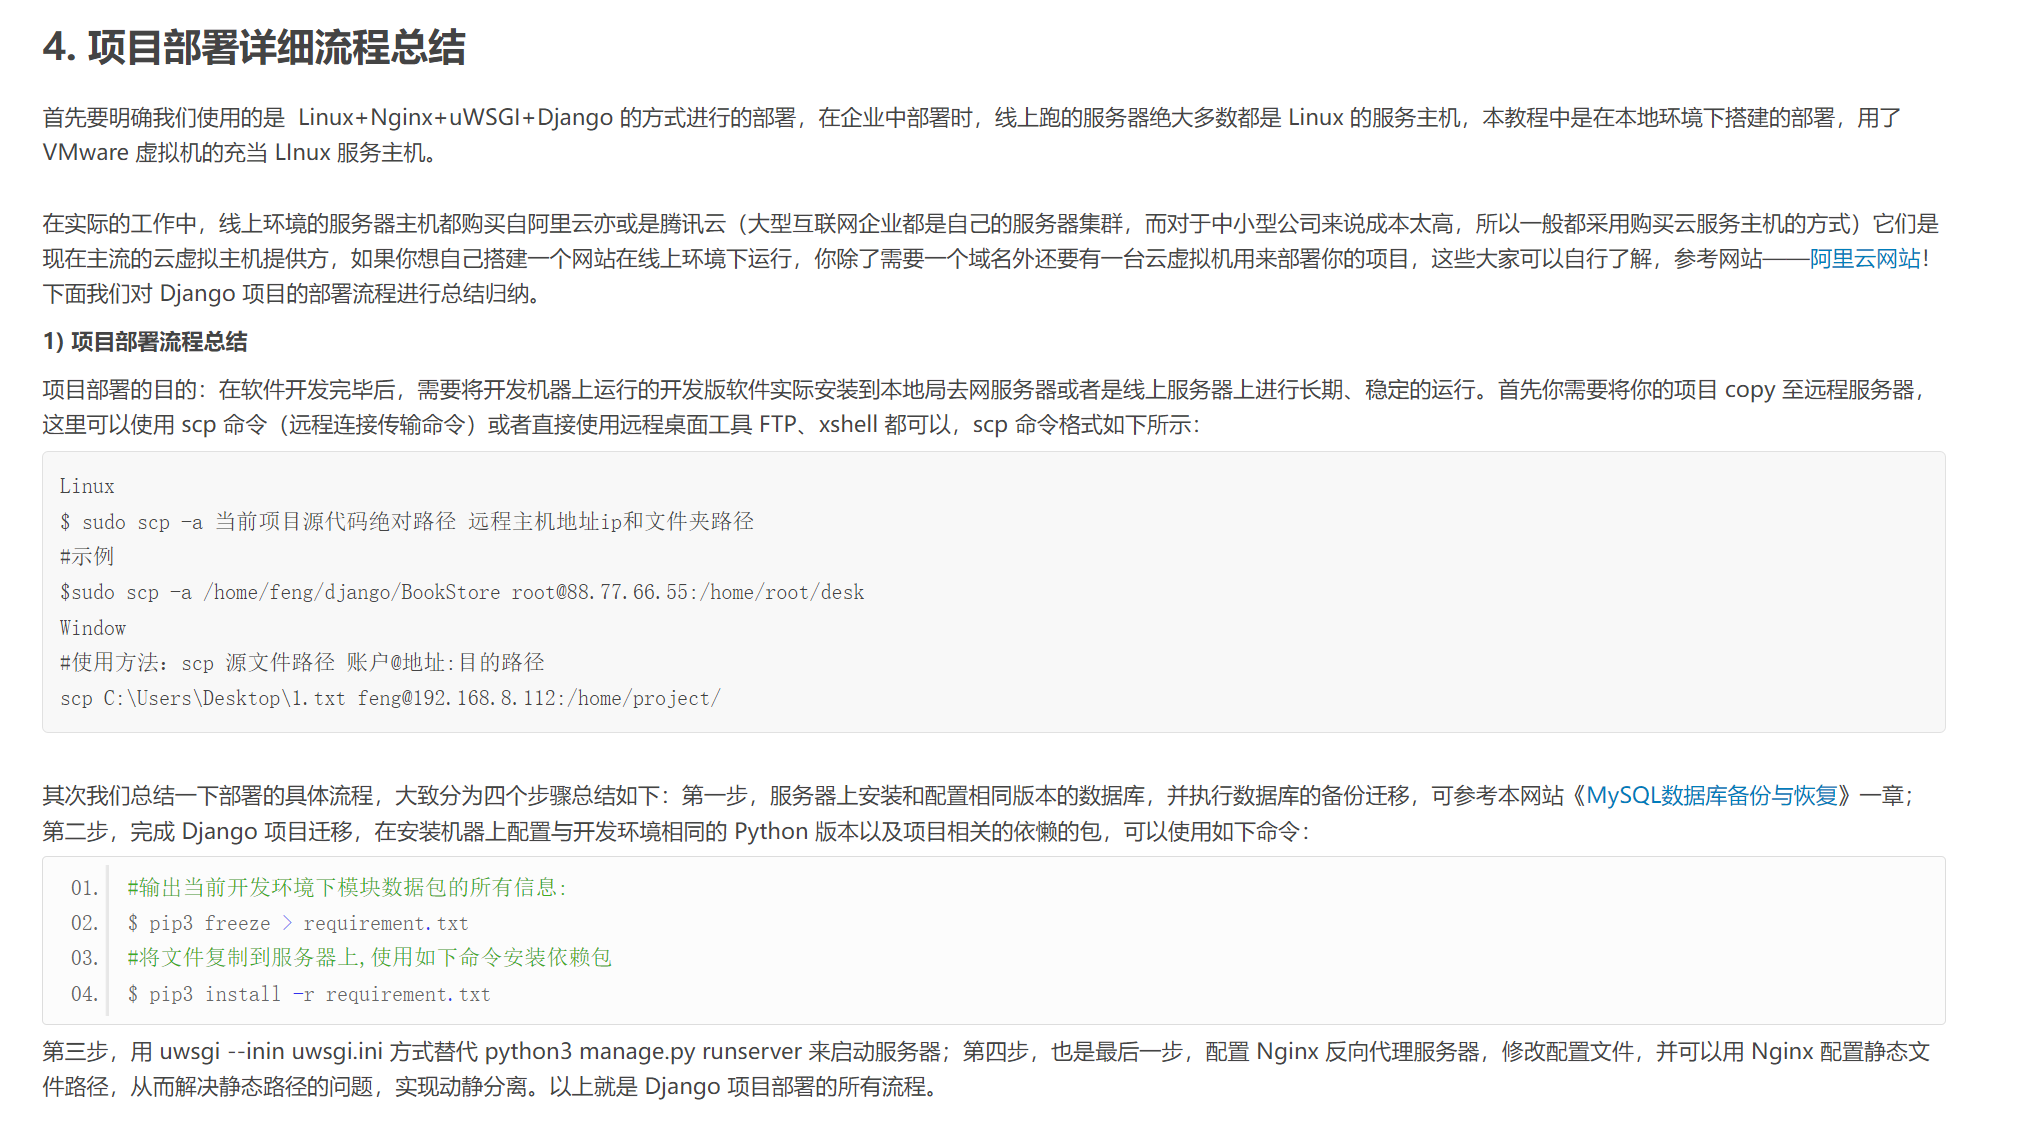 4. 项目部署详细流程总结
首先要明确我们使用的是  Linux+Nginx+uWSGI+Django 的方式进行的部署，在企业中部署时，线上跑的服务器绝大多数都是 Linux 的服务主机，本教程中是在本地环境下搭建的部署，用了
VMware 虚拟机的充当 LInux 服务主机。
在实际的工作中，线上环境的服务器主机都购买自阿里云亦或是腾讯云（大型互联网企业都是自己的服务器集群，而对于中小型公司来说成本太高，所以一般都采用购买云服务主机的方式）它们是
现在主流的云虚拟主机提供方，如果你想自己搭建一个网站在线上环境下运行，你除了需要一个域名外还要有一台云虚拟机用来部署你的项目，这些大家可以自行了解，参考网站——阿里云网站！
下面我们对 Django 项目的部署流程进行总结归纳。
1) 项目部署流程总结
项目部署的目的：在软件开发完毕后，需要将开发机器上运行的开发版软件实际安装到本地局去网服务器或者是线上服务器上进行长期、稳定的运行。首先你需要将你的项目 copy 至远程服务器，
这里可以使用 scp 命令（远程连接传输命令）或者直接使用远程桌面工具 FTP、xshell 都可以，scp 命令格式如下所示：
Linux
$ sudo scp -a 当前项目源代码绝对路径 远程主机地址ip和文件夹路径
#示例
$sudo scp -a /home/feng/django/BookStore root@88.77.66.55:/home/root/desk
Window
#使用方法：scp 源文件路径 账户@地址:目的路径
scp C:\Users\Desktop\1.txt feng@192.168.8.112:/home/project/
其次我们总结一下部署的具体流程，大致分为四个步骤总结如下：第一步，服务器上安装和配置相同版本的数据库，并执行数据库的备份迁移，可参考本网站《MySQL数据库备份与恢复》一章；
第二步，完成 Django 项目迁移，在安装机器上配置与开发环境相同的 Python 版本以及项目相关的依懒的包，可以使用如下命令：
01. #输出当前开发环境下模块数据包的所有信息:
02. $ pip3 freeze > requirement.txt
03. #将文件复制到服务器上,使用如下命令安装依赖包
04. $ pip3 install -r requirement.txt
第三步，用 uwsgi --inin uwsgi.ini 方式替代 python3 manage.py runserver 来启动服务器；第四步，也是最后一步，配置 Nginx 反向代理服务器，修改配置文件，并可以用 Nginx 配置静态文
件路径，从而解决静态路径的问题，实现动静分离。以上就是 Django 项目部署的所有流程。